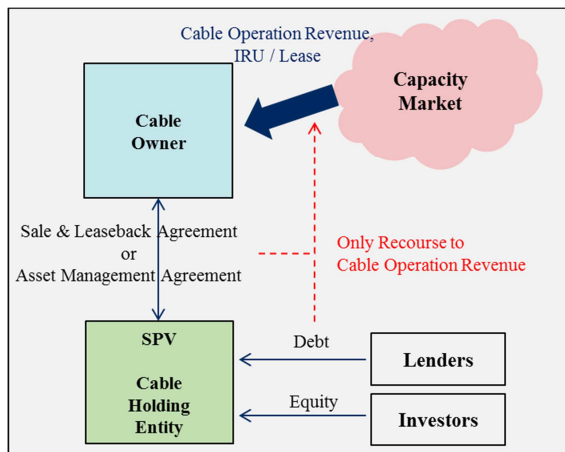 Cable Operation Revenue,
IRU / Lease
Capacity
Market
Cable
Owner
Sale & Leaseback Agreement
or
Asset Management Agreement
Only Recourse to
Cable Operation Revenue
SPV
Cable
Holding
Entity
Debt
Lenders
Equity
Investors